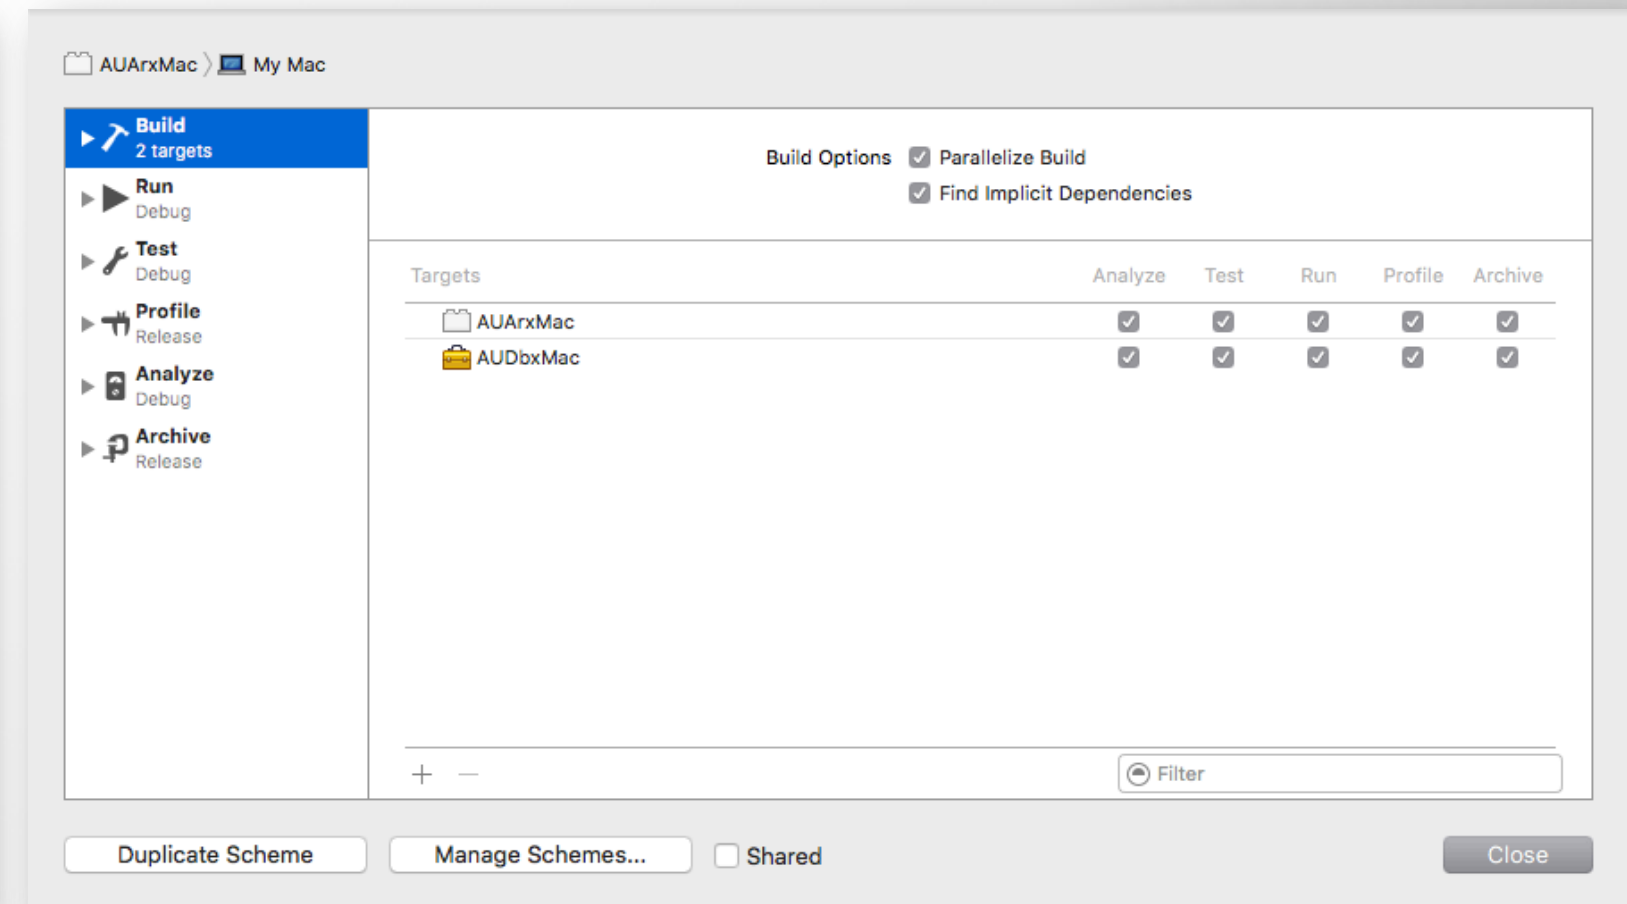 AUArxMac My Mac
Build
2 targets
Run
Debug
Test
Debug
Profile
Release
Analyze
Debug
Archive
Release
Build Options Parallelize Build
Find Implicit Dependencies
Targets Analyze Test Run Profile Archive
AUArxMac
AUDbxMac
Filter
Duplicate Scheme Manage Schemes... Shared Close